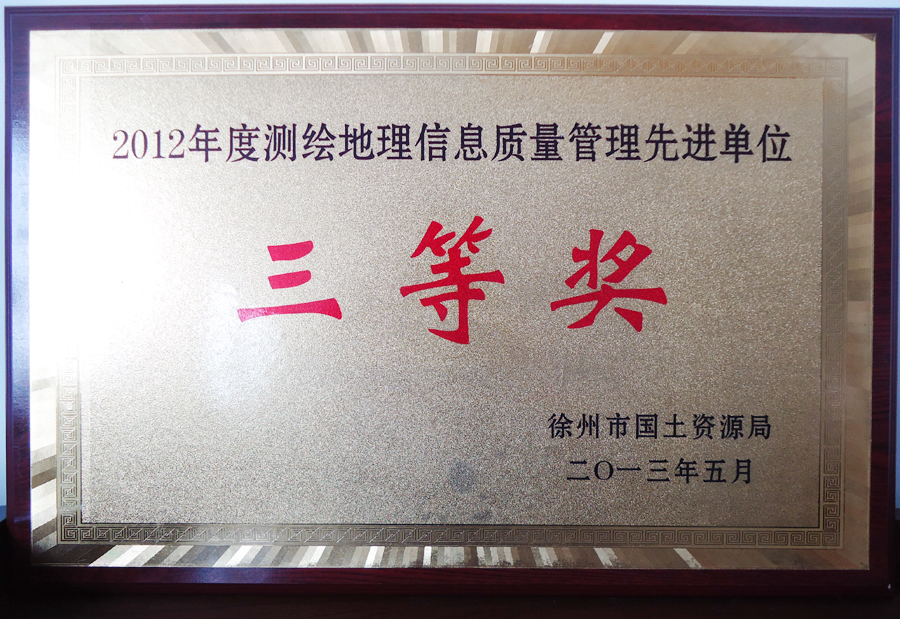 2012年度测绘地理信息质量管理先进单位
三等奖
徐州市国土资源局
二〇一三年五月